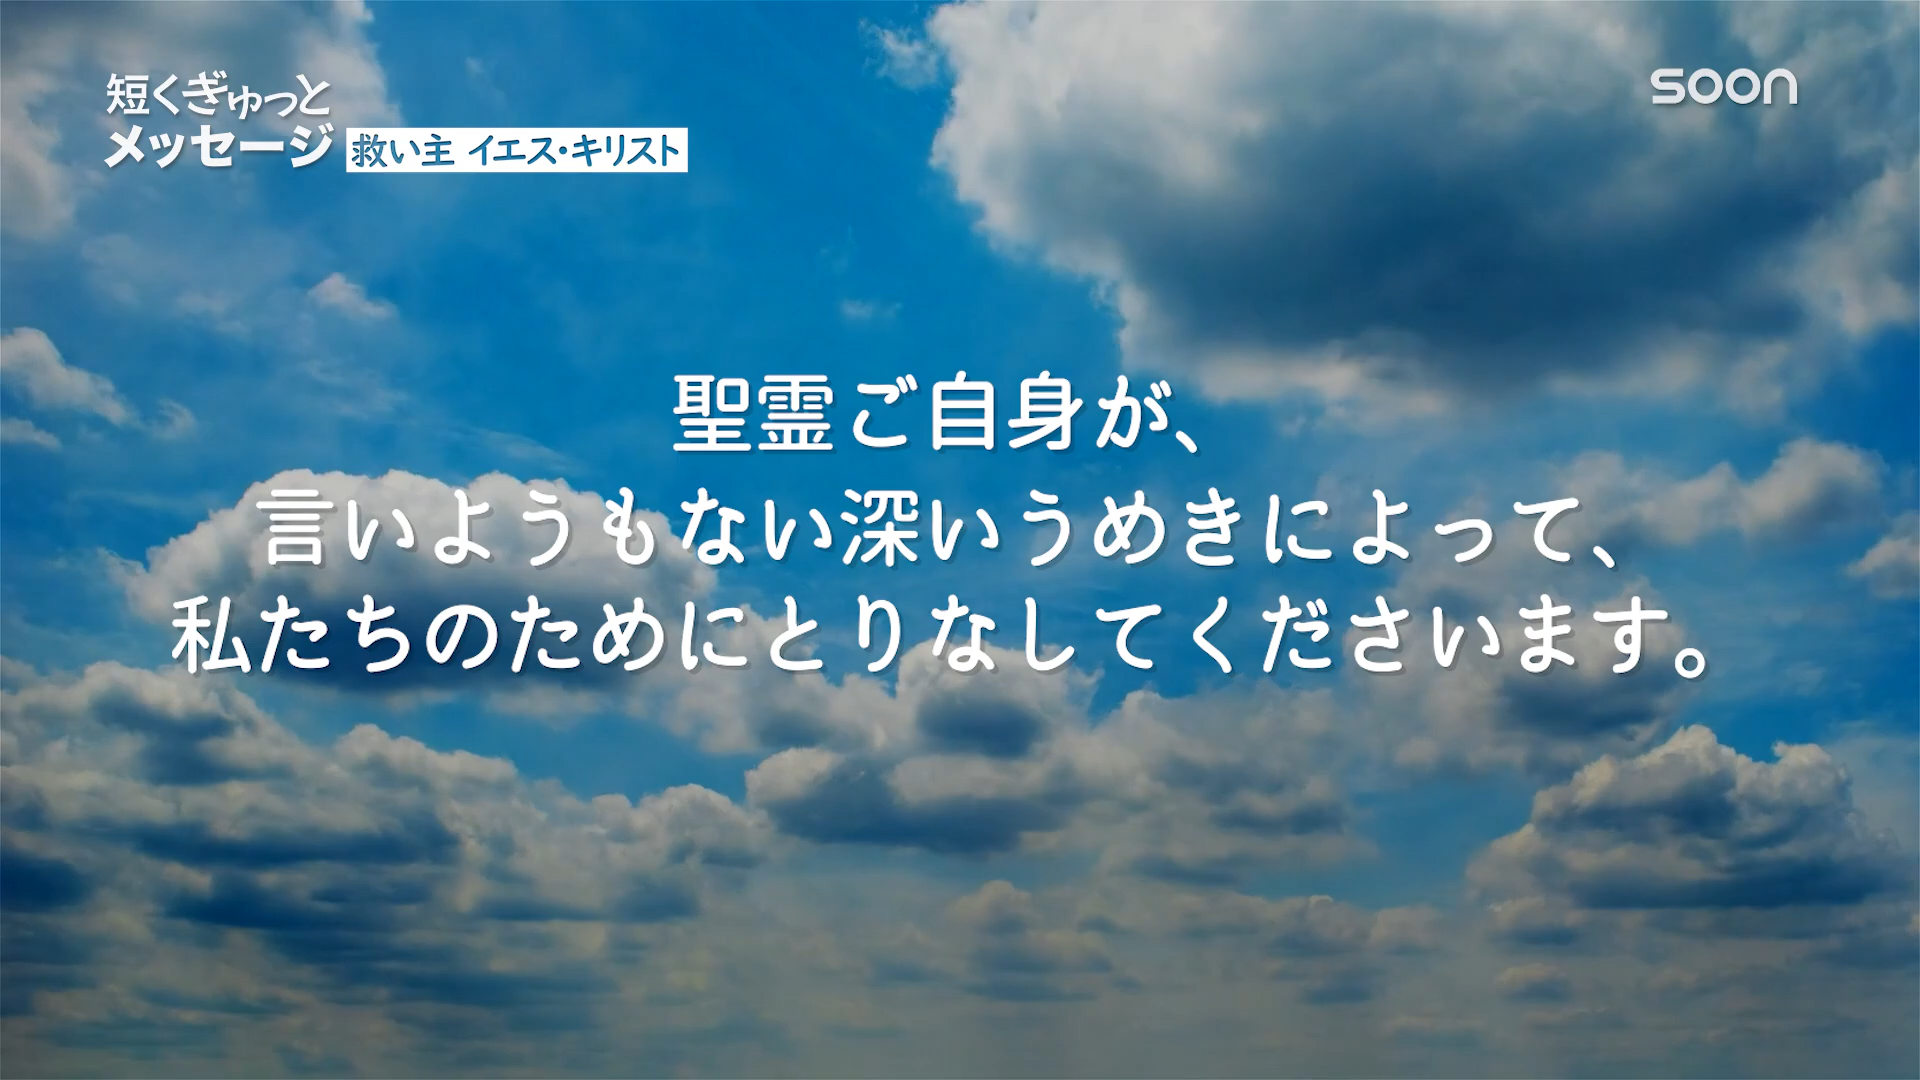 短くぎゅっと
メッセージ
救い主 イエス・キリスト
soon
聖霊ご自身が、
言いようもない深いうめきによって、
私たちのためにとりなしてくださいます。